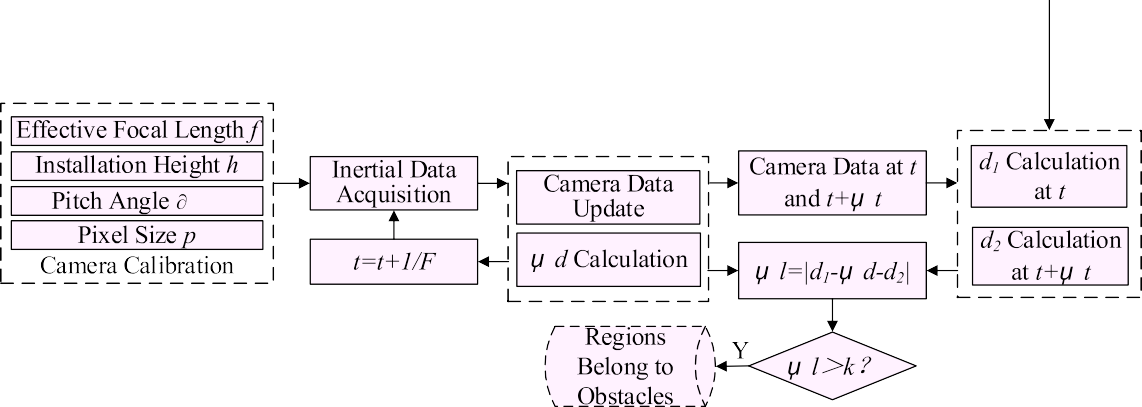 Effective Focal Length f
Installation Height h
Pitch Angle ∂
Pixel Size p
Camera Calibration
Inertial Data
Acquisition
t=t+1/F
Camera Data
Update
μ d Calculation
Camera Data at t
and t+μ t
μ l=|d1-μ d-d2|
d1 Calculation
at t
d2 Calculation
at t+μ t
μ l>k?
Y
Regions
Belong to
Obstacles